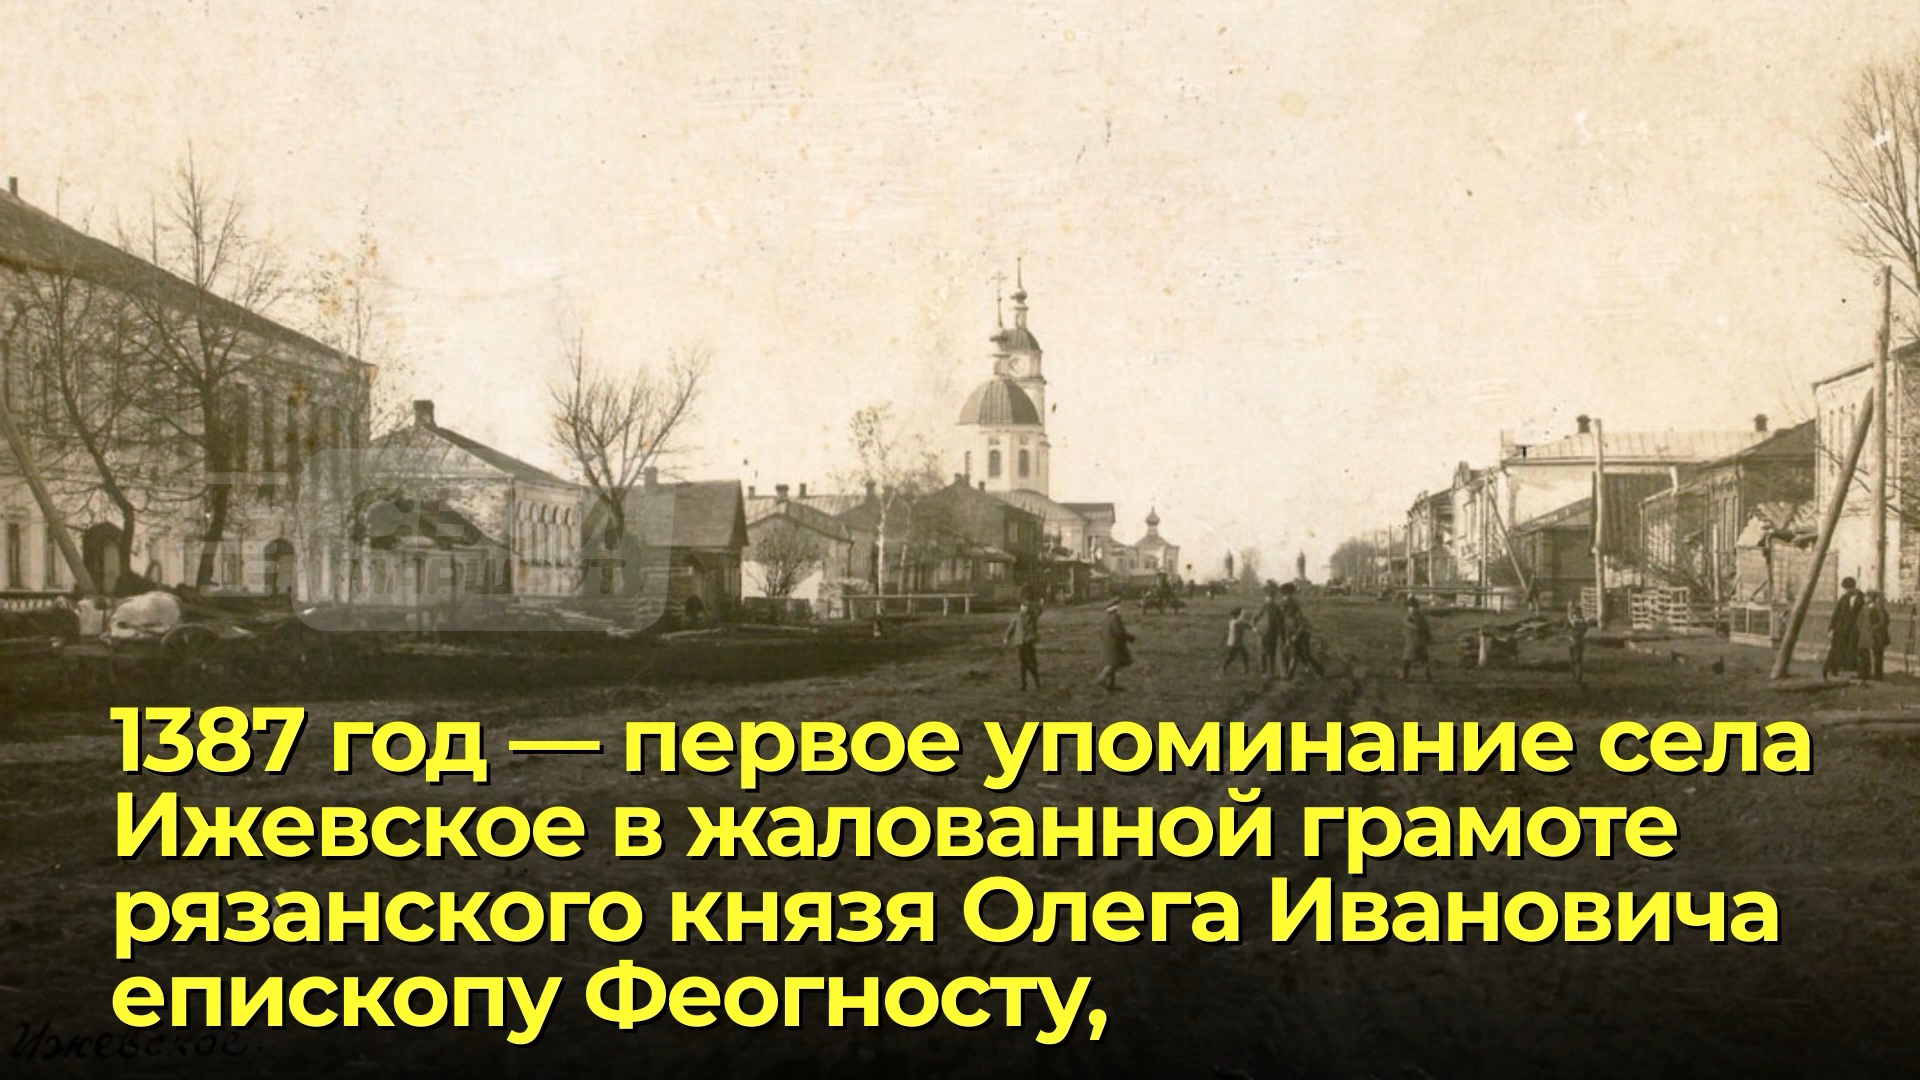 1387 год — первое упоминание села
Ижевское в жалованной грамоте
рязанского князя Олега Ивановича
епископу Феогносту,
Ижевское.